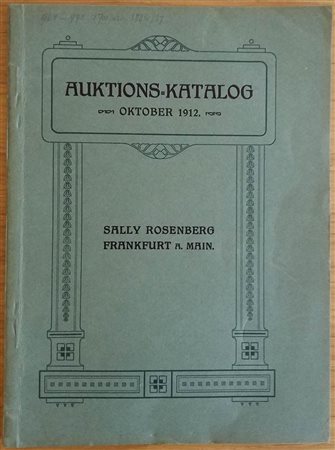 AUKTIONS-KATALOG
OKTOBER 1912.
SALLY ROSENBERG
FRANKFURT A. MAIN.